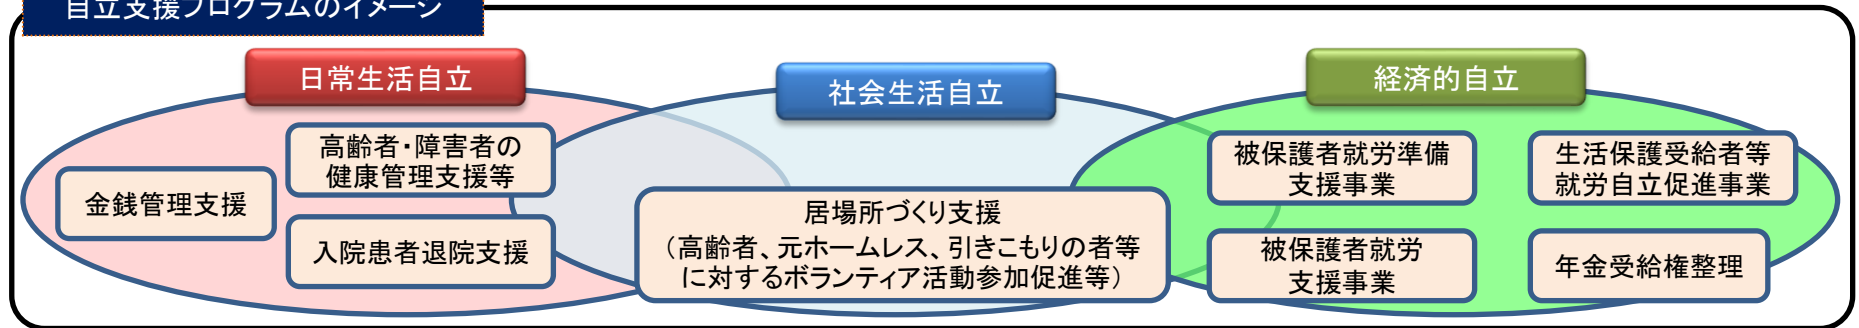 自立支援プログラムのイメージ
日常生活自立
社会生活自立
経済的自立
金銭管理支援
高齢者・障害者の
健康管理支援等
入院患者退院支援
居場所づくり支援
（高齢者、元ホームレス、引きこもりの者等
に対するボランティア活動参加促進等）
被保護者就労準備
支援事業
被保護者就労
支援事業
生活保護受給者等
就労自立促進事業
年金受給権整理